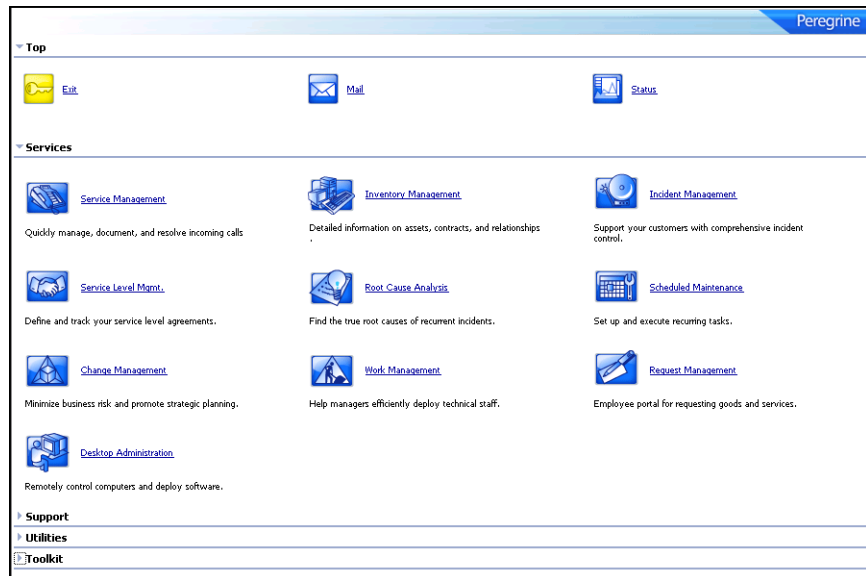 Peregrine
Top
Exit
Mail
Status
Services
Service Management
Inventory Management
Incident Management
Quickly manage, document, and resolve incoming calls
Detailed information on assets, contracts, and relationships
.
Support your customers with comprehensive incident
control.
Service Level Mgmt.
Root Cause Analysis
Scheduled Maintenance
Define and track your service level agreements.
Find the true root causes of recurrent incidents.
Set up and execute recurring tasks.
Change Management
Work Management
Request Management
Minimize business risk and promote strategic planning.
Help managers efficiently deploy technical staff.
Employee portal for requesting goods and services.
Desktop Administration
Remotely control computers and deploy software.
Support
Utilities
Toolkit